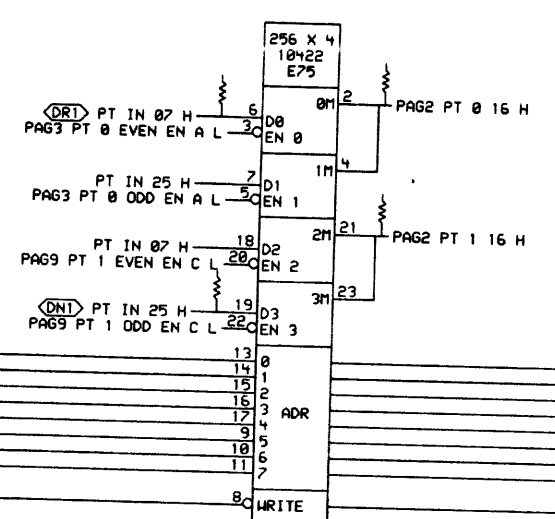 256 X 4
10422
E75
DR1 PT IN 07 H 6 D0 0M 2 PAG2 PT 0 16 H
PAG3 PT 0 EVEN EN A L 3 EN 0
1M 4
PT IN 25 H 7 D1
PAG3 PT 0 ODD EN A L 5 EN 1
2M 21 PAG2 PT 1 16 H
PT IN 07 H 18 D2
PAG9 PT 1 EVEN EN C L 20 EN 2
3M 23
DN1 PT IN 25 H 19 D3
PAG9 PT 1 ODD EN C L 22 EN 3
13 0
14 1
15 2
16 3 ADR
17 4
9 5
10 6
11 7
8 WRITE